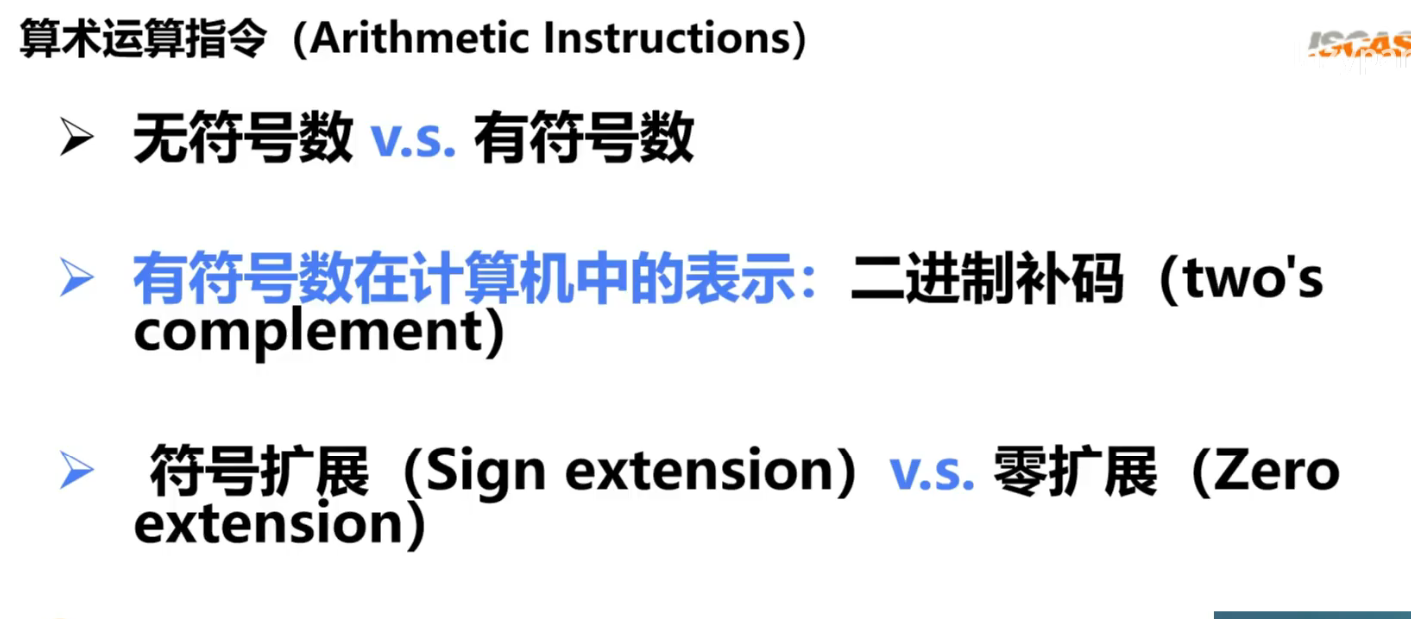 算术运算指令（Arithmetic Instructions）
ISCAS
➢ 无符号数 v.s. 有符号数
➢ 有符号数在计算机中的表示：二进制补码（two's
complement）
➢ 符号扩展（Sign extension）v.s. 零扩展（Zero
extension）